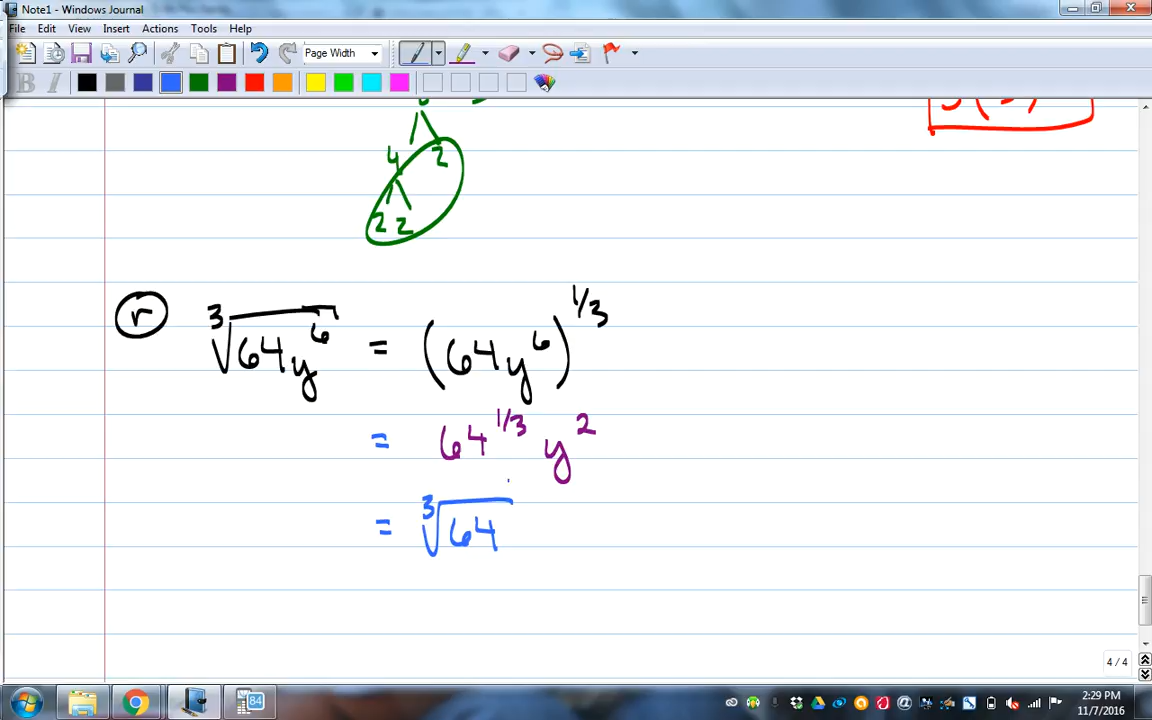 Note1 - Windows Journal
File Edit View Insert Actions Tools Help
Page Width
B I
4 2
2 2
r ∛64y⁶ = (64y⁶)^1/3
= 64^1/3 y²
= ∛64
4 / 4
84
2:29 PM
11/7/2016